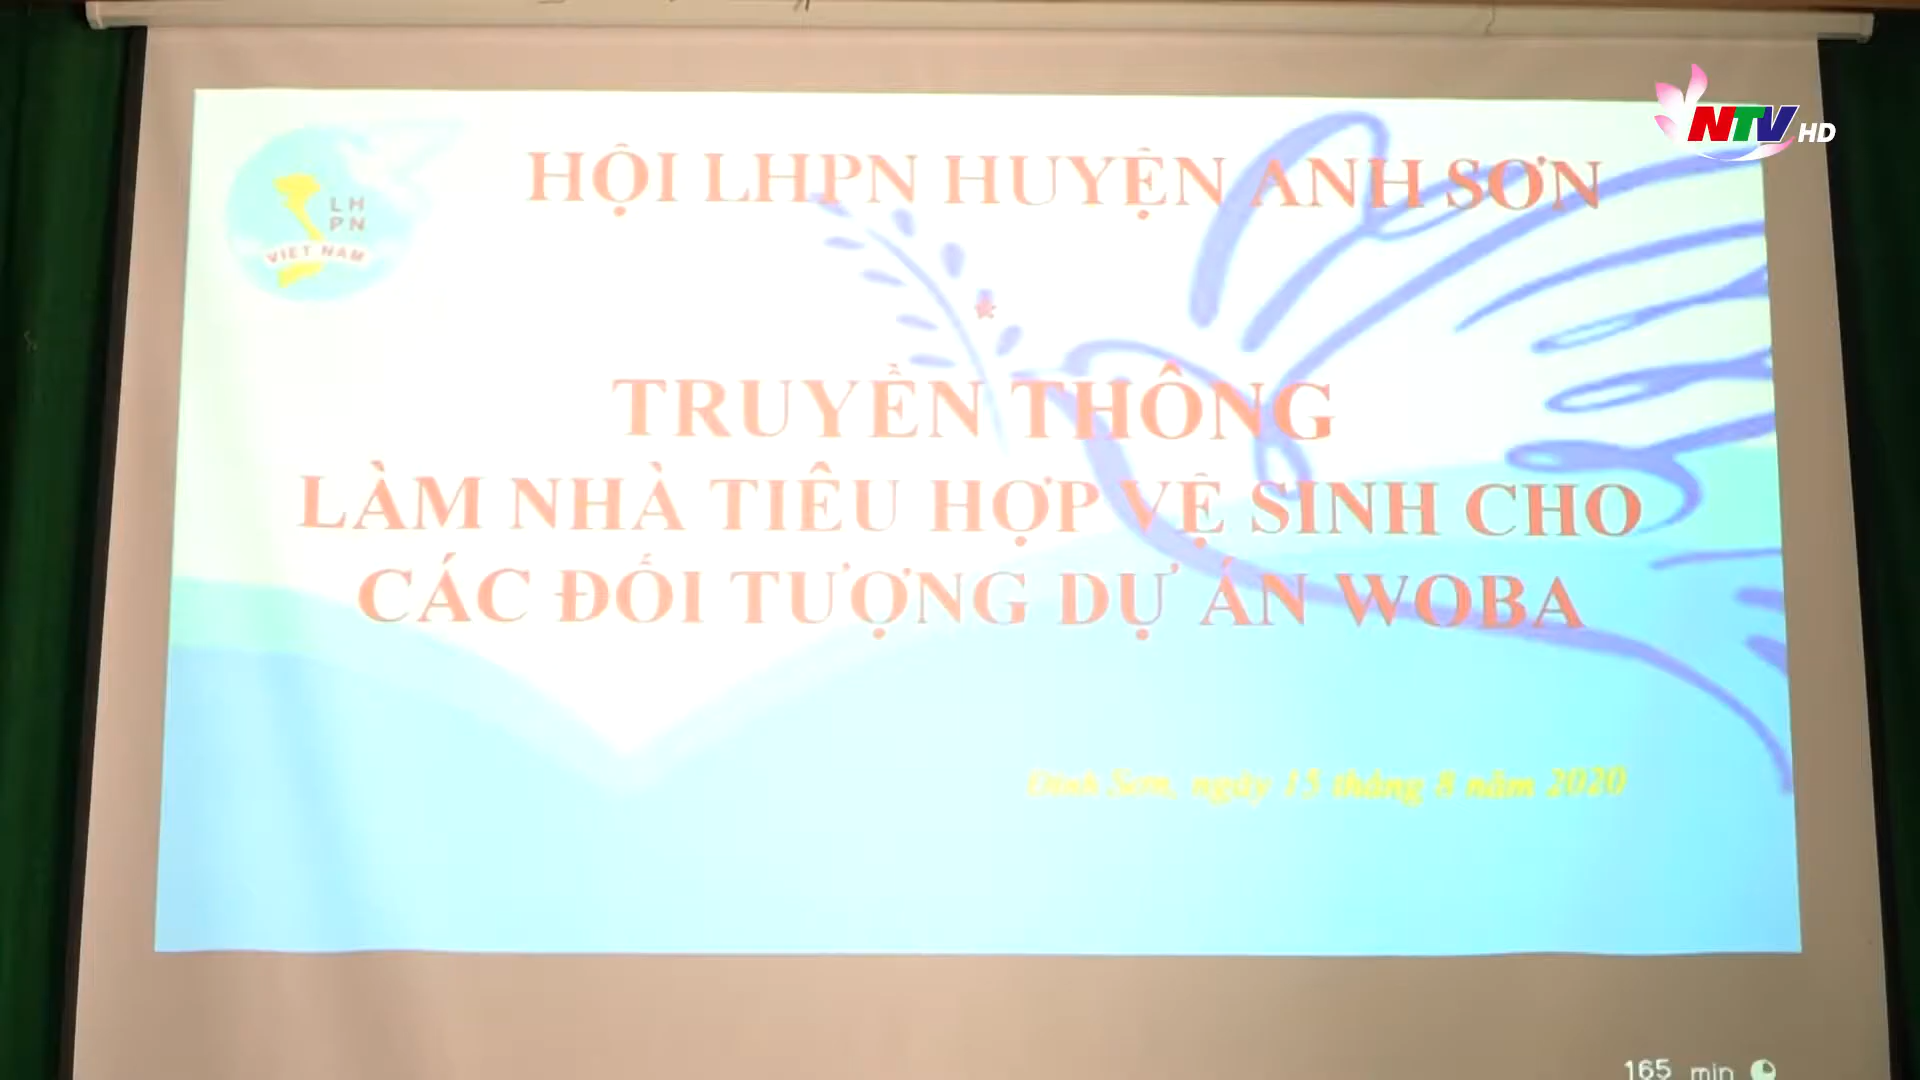 NTV HD
HỘI LHPN HUYỆN ANH SƠN
LH
PN
VIET NAM
TRUYỀN THÔNG
LÀM NHÀ TIÊU HỢP VỆ SINH CHO
CÁC ĐỐI TƯỢNG DỰ ÁN WOBA
Đỉnh Sơn, ngày 15 tháng 8 năm 2020
165 min